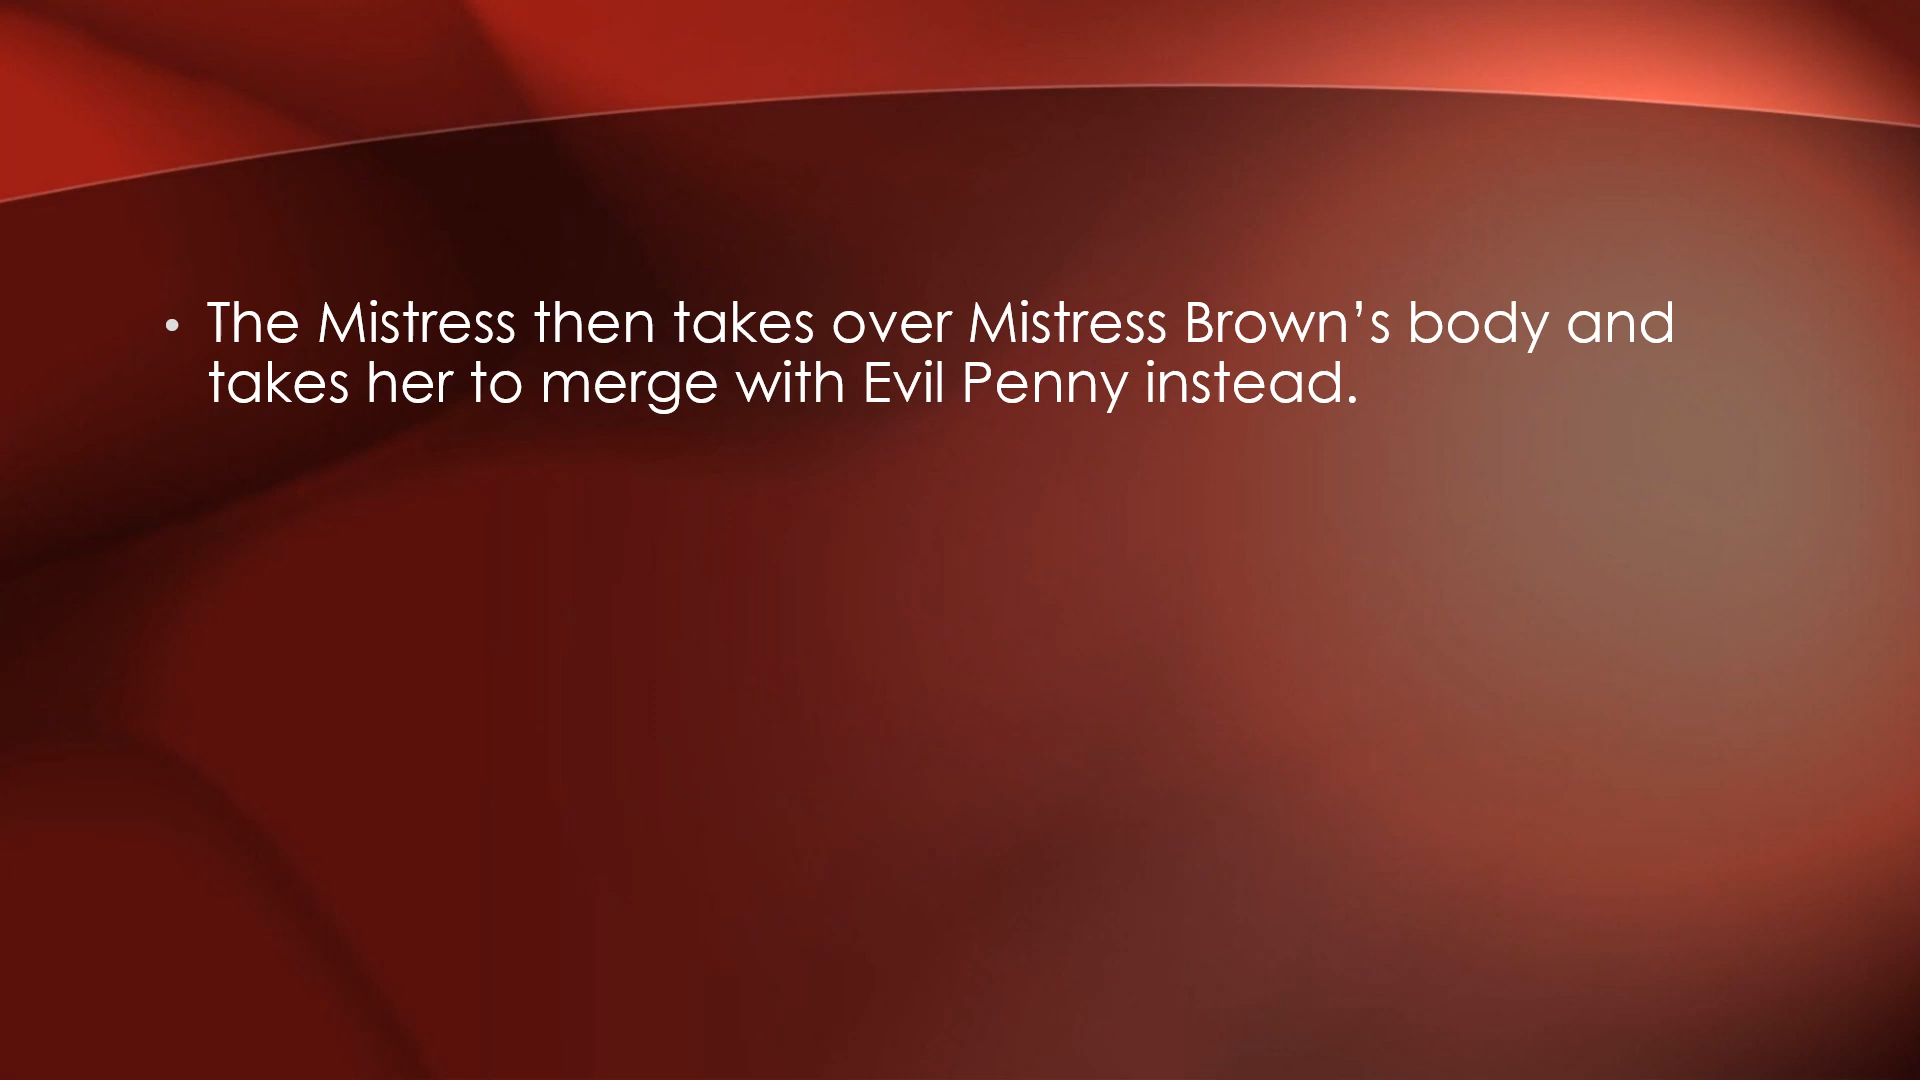 • The Mistress then takes over Mistress Brown’s body and
takes her to merge with Evil Penny instead.